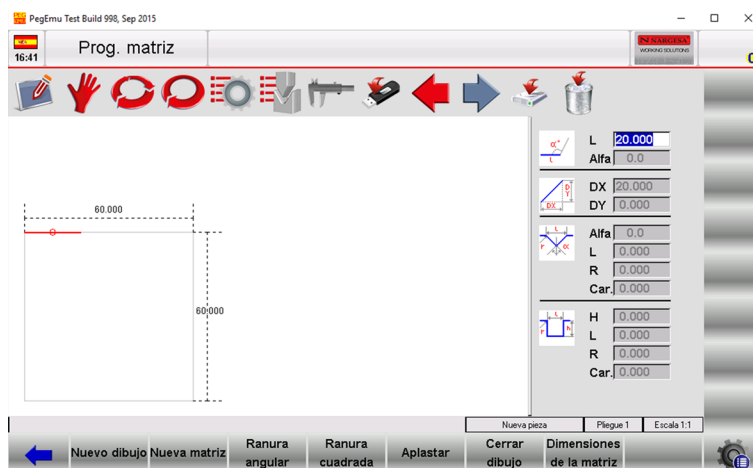 PegEmu Test Build 998, Sep 2015
16:41
Prog. matriz
NARGESA
WORKING SOLUTIONS
α°
L
L 20.000
Alfa 0.0
DY
DX
DX 20.000
DY 0.000
L
r α
Alfa 0.0
L 0.000
R 0.000
Car. 0.000
L
r h
H 0.000
L 0.000
R 0.000
Car. 0.000
60.000
60.000
Nueva pieza
Pliegue 1
Escala 1:1
Nuevo dibujo
Nueva matriz
Ranura
angular
Ranura
cuadrada
Aplastar
Cerrar
dibujo
Dimensiones
de la matriz